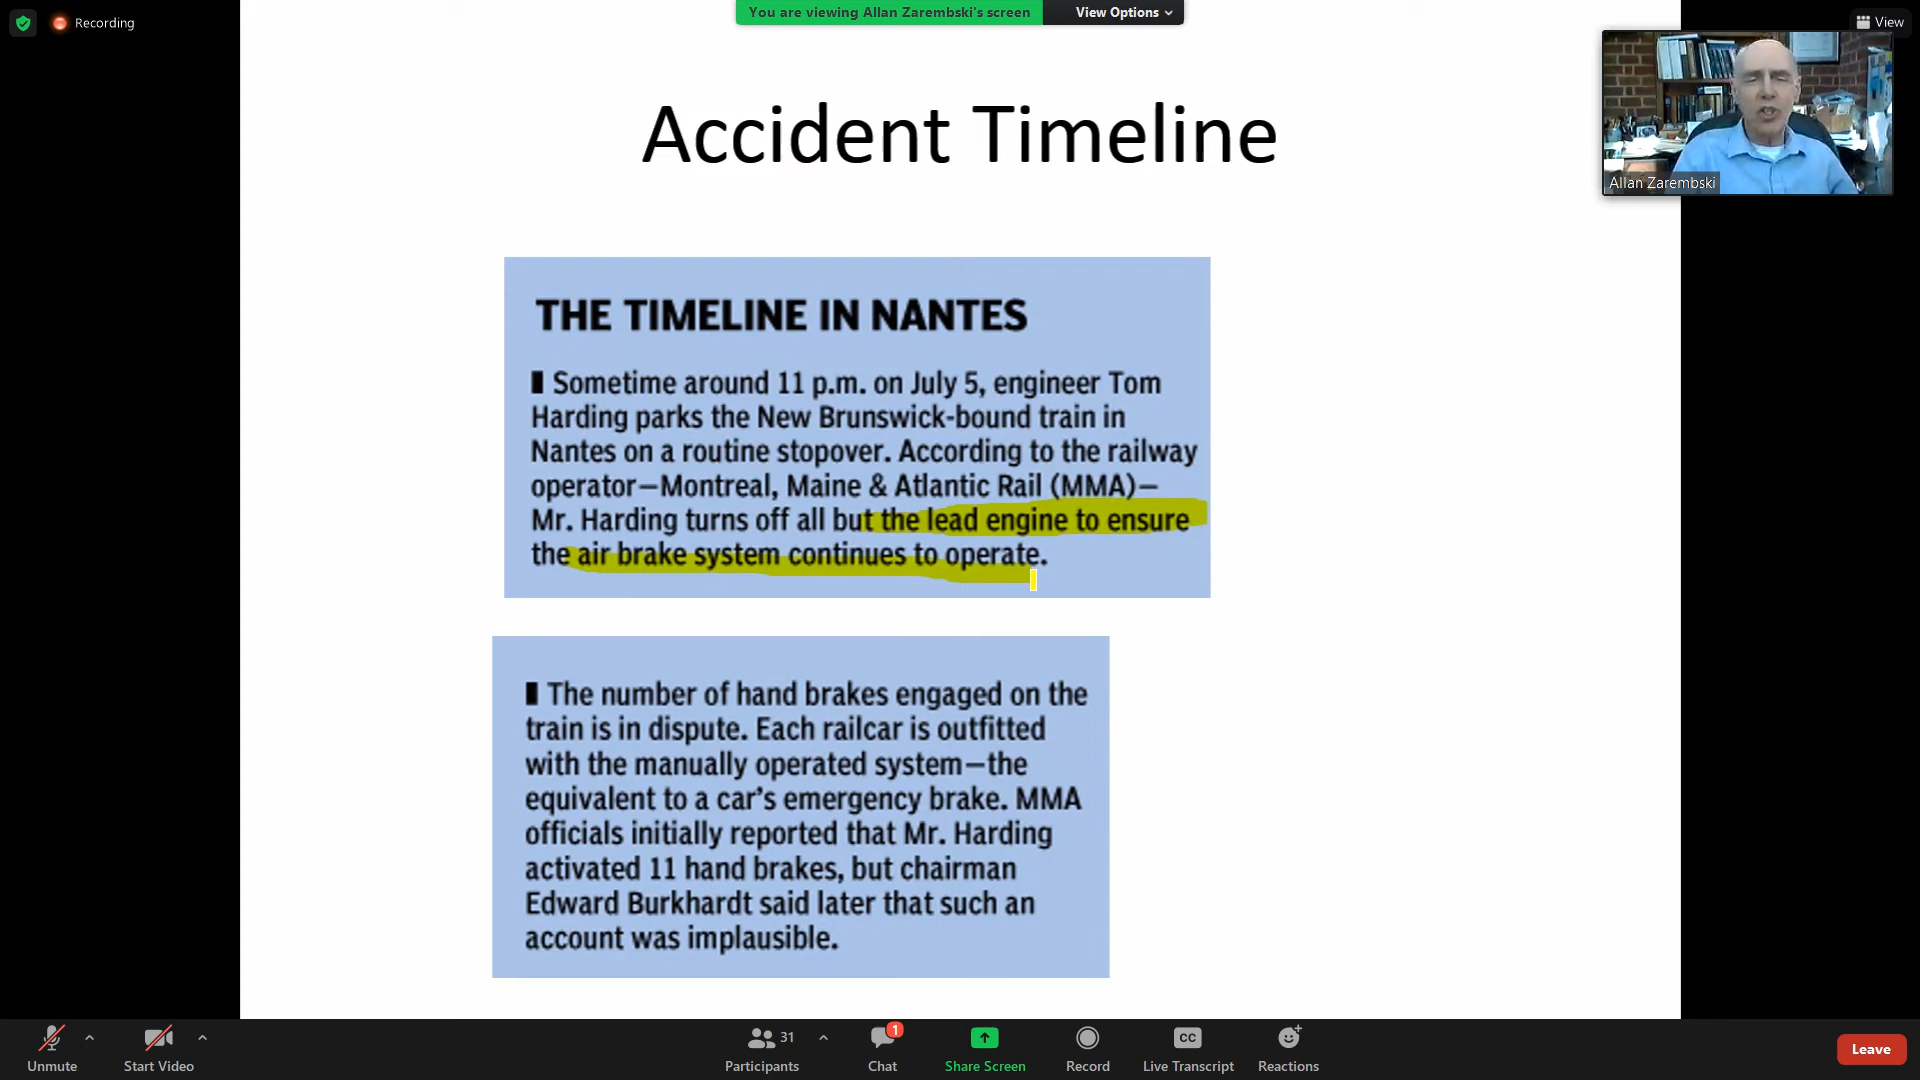 Recording
You are viewing Allan Zarembski's screen
View Options
View
Allan Zarembski
Accident Timeline
THE TIMELINE IN NANTES
Sometime around 11 p.m. on July 5, engineer Tom
Harding parks the New Brunswick-bound train in
Nantes on a routine stopover. According to the railway
operator—Montreal, Maine & Atlantic Rail (MMA)—
Mr. Harding turns off all but the lead engine to ensure
the air brake system continues to operate.
The number of hand brakes engaged on the
train is in dispute. Each railcar is outfitted
with the manually operated system—the
equivalent to a car's emergency brake. MMA
officials initially reported that Mr. Harding
activated 11 hand brakes, but chairman
Edward Burkhardt said later that such an
account was implausible.
Unmute
Start Video
31
Participants
1
Chat
Share Screen
Record
CC
Live Transcript
Reactions
Leave